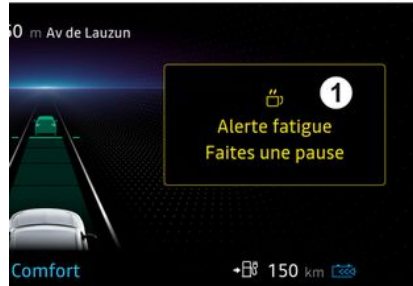 0 m Av de Lauzun
1
Alerte fatigue
Faites une pause
Comfort
150 km